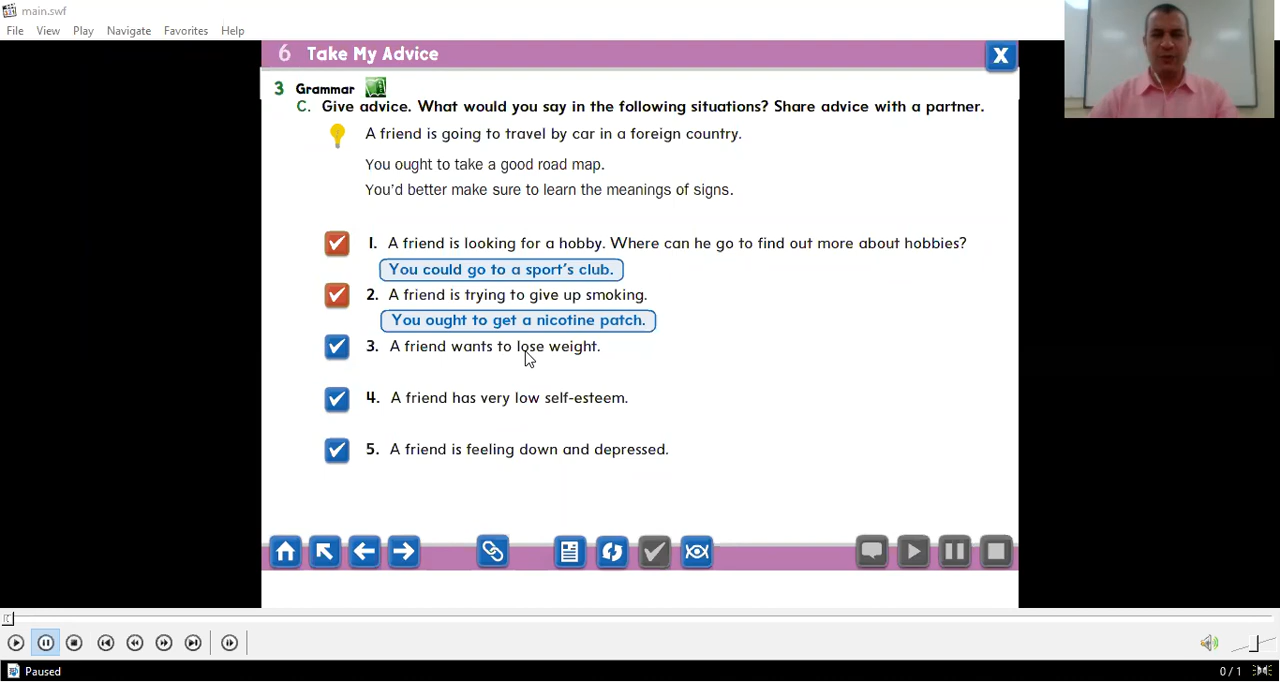 main.swf
File View Play Navigate Favorites Help
6 Take My Advice
X
3 Grammar
C. Give advice. What would you say in the following situations? Share advice with a partner.
A friend is going to travel by car in a foreign country.
You ought to take a good road map.
You'd better make sure to learn the meanings of signs.
1. A friend is looking for a hobby. Where can he go to find out more about hobbies?
You could go to a sport's club.
2. A friend is trying to give up smoking.
You ought to get a nicotine patch.
3. A friend wants to lose weight.
4. A friend has very low self-esteem.
5. A friend is feeling down and depressed.
Paused
0 / 1